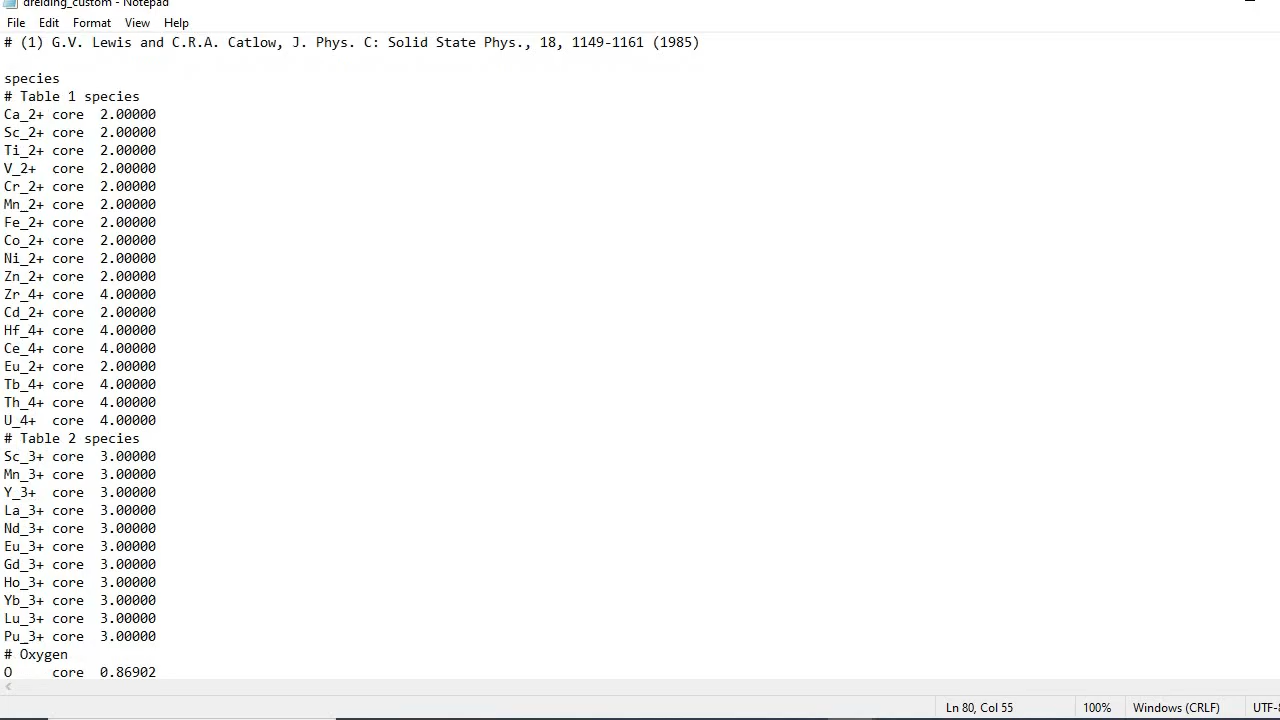 dreiding_custom - Notepad
File Edit Format View Help
# (1) G.V. Lewis and C.R.A. Catlow, J. Phys. C: Solid State Phys., 18, 1149-1161 (1985)
species
# Table 1 species
Ca_2+ core  2.00000
Sc_2+ core  2.00000
Ti_2+ core  2.00000
V_2+  core  2.00000
Cr_2+ core  2.00000
Mn_2+ core  2.00000
Fe_2+ core  2.00000
Co_2+ core  2.00000
Ni_2+ core  2.00000
Zn_2+ core  2.00000
Zr_4+ core  4.00000
Cd_2+ core  2.00000
Hf_4+ core  4.00000
Ce_4+ core  4.00000
Eu_2+ core  2.00000
Tb_4+ core  4.00000
Th_4+ core  4.00000
U_4+  core  4.00000
# Table 2 species
Sc_3+ core  3.00000
Mn_3+ core  3.00000
Y_3+  core  3.00000
La_3+ core  3.00000
Nd_3+ core  3.00000
Eu_3+ core  3.00000
Gd_3+ core  3.00000
Ho_3+ core  3.00000
Yb_3+ core  3.00000
Lu_3+ core  3.00000
Pu_3+ core  3.00000
# Oxygen
O     core  0.86902
Ln 80, Col 55 100% Windows (CRLF) UTF-